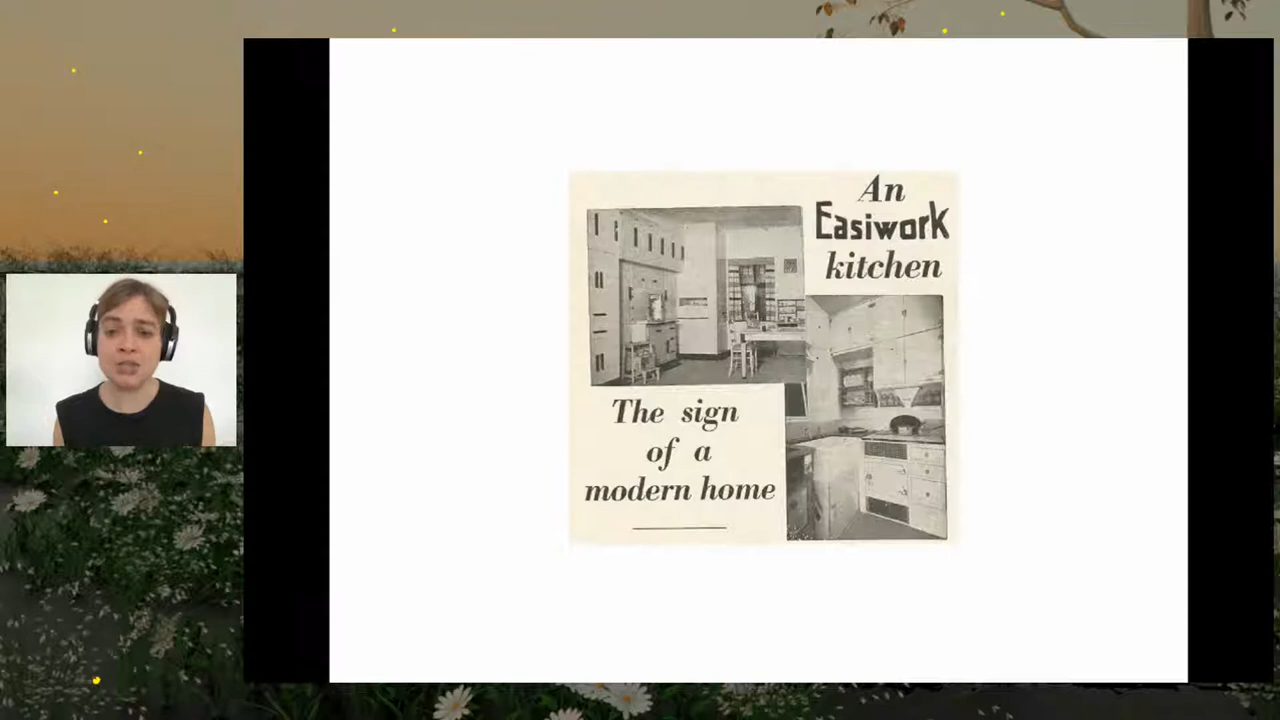 An
Easiwork
kitchen
The sign
of a
modern home